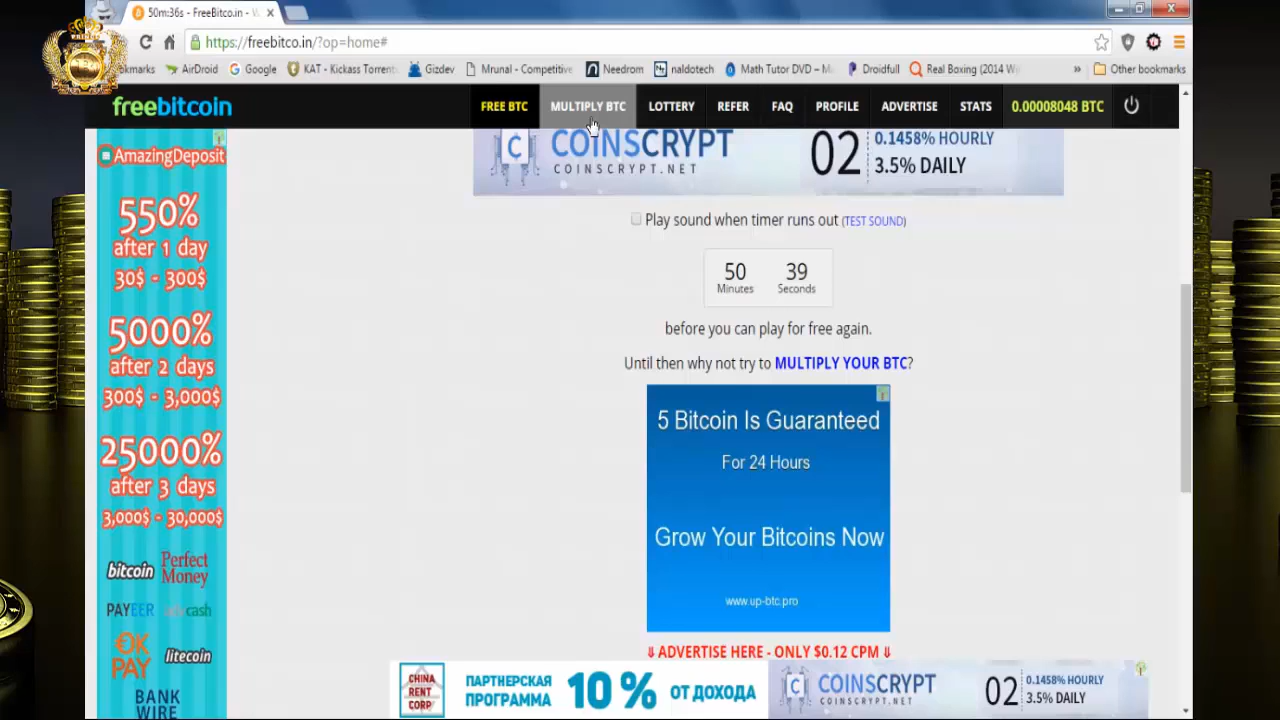 50m:36s - FreeBitco.in - W
https://freebitco.in/?op=home#
okmarks AirDroid Google KAT - Kickass Torrent Gizdev Mrunal - Competitive Needrom naldotech Math Tutor DVD – M Droidfull Real Boxing (2014 Wi » Other bookmarks
freebitcoin FREE BTC MULTIPLY BTC LOTTERY REFER FAQ PROFILE ADVERTISE STATS 0.00008048 BTC
AmazingDeposit
550%
after 1 day
30$ - 300$
5000%
after 2 days
300$ - 3,000$
25000%
after 3 days
3,000$ - 30,000$
bitcoin Perfect Money
PAYEER cash
OK PAY litecoin
BANK WIRE
COINSCRYPT
COINSCRYPT.NET
02 0.1458% HOURLY
3.5% DAILY
Play sound when timer runs out (TEST SOUND)
50 39
Minutes Seconds
before you can play for free again.
Until then why not try to MULTIPLY YOUR BTC?
5 Bitcoin Is Guaranteed
For 24 Hours
Grow Your Bitcoins Now
www.up-btc.pro
⇓ ADVERTISE HERE - ONLY $0.12 CPM ⇓
CHINA RENT CORP
ПАРТНЕРСКАЯ
ПРОГРАММА
10 % ОТ ДОХОДА
COINSCRYPT
COINSCRYPT.NET
02 0.1458% HOURLY
3.5% DAILY